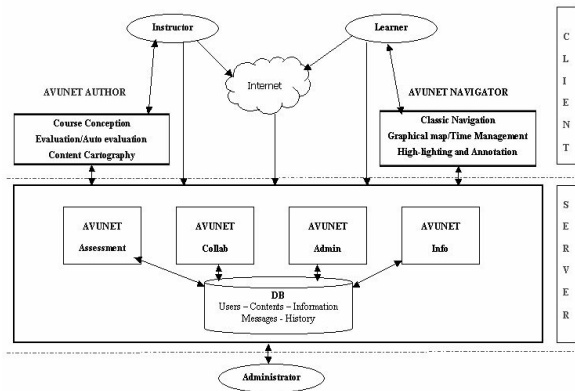 Instructor
Learner
Internet
AVUNET AUTHOR
AVUNET NAVIGATOR
Course Conception
Evaluation/Auto evaluation
Content Cartography
Classic Navigation
Graphical map/Time Management
High-lighting and Annotation
CLIENT
AVUNET
Assessment
AVUNET
Collab
AVUNET
Admin
AVUNET
Info
DB
Users – Contents – Information
Messages - History
SERVER
Administrator